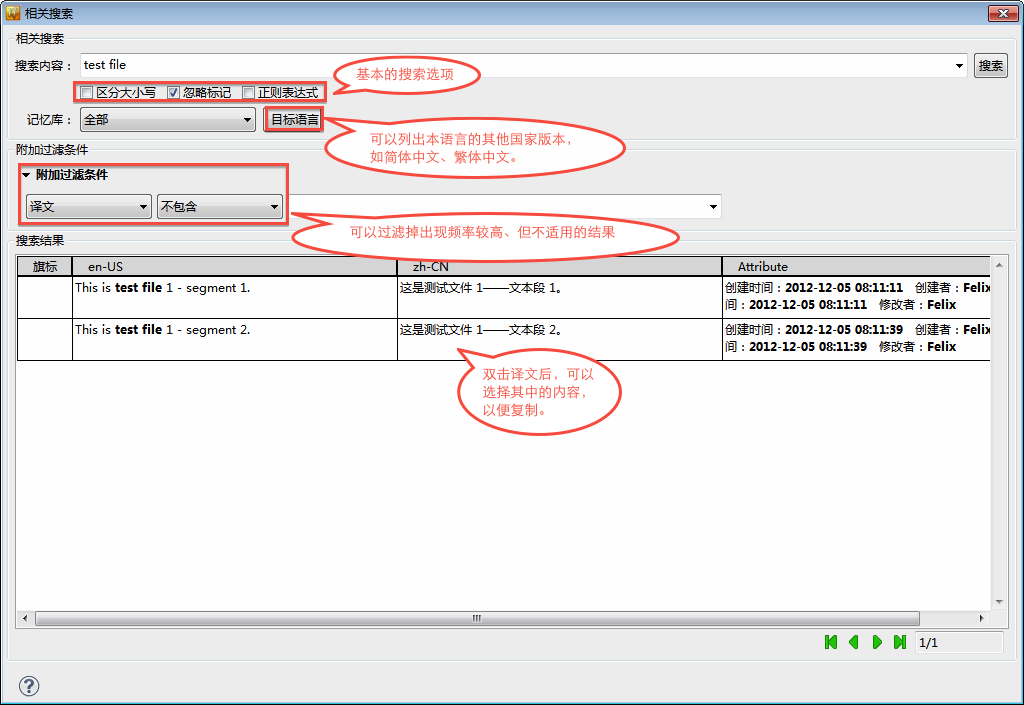 相关搜索
相关搜索
搜索内容：
test file
搜索
基本的搜索选项
区分大小写
忽略标记
正则表达式
记忆库：
全部
目标语言
可以列出本语言的其他国家版本，
如简体中文、繁体中文。
附加过滤条件
附加过滤条件
译文
不包含
可以过滤掉出现频率较高、但不适用的结果
搜索结果
旗标 en-US zh-CN Attribute
This is test file 1 - segment 1.
这是测试文件 1——文本段 1。
创建时间：2012-12-05 08:11:11 创建者：Felix
间：2012-12-05 08:11:11 修改者：Felix
This is test file 1 - segment 2.
这是测试文件 1——文本段 2。
创建时间：2012-12-05 08:11:39 创建者：Felix
间：2012-12-05 08:11:39 修改者：Felix
双击译文后，可以
选择其中的内容，
以便复制。
1/1
?